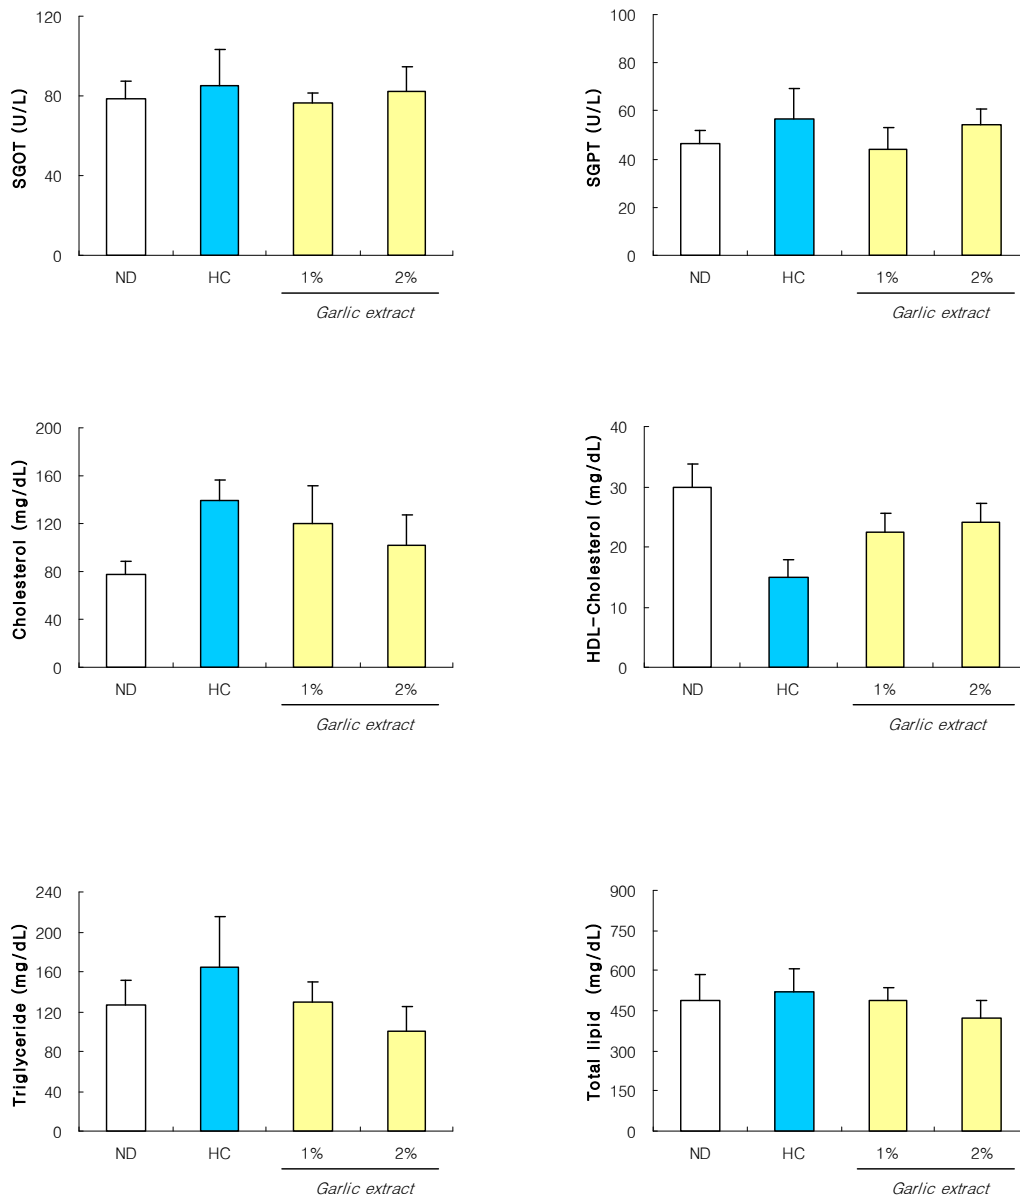 SGOT (U/L)
120
80
40
0
ND HC 1% 2%
Garlic extract
SGPT (U/L)
100
80
60
40
20
0
ND HC 1% 2%
Garlic extract
Cholesterol (mg/dL)
200
160
120
80
40
0
ND HC 1% 2%
Garlic extract
HDL-Cholesterol (mg/dL)
40
30
20
10
0
ND HC 1% 2%
Garlic extract
Triglyceride (mg/dL)
240
200
160
120
80
40
0
ND HC 1% 2%
Garlic extract
Total lipid (mg/dL)
900
750
600
450
300
150
0
ND HC 1% 2%
Garlic extract